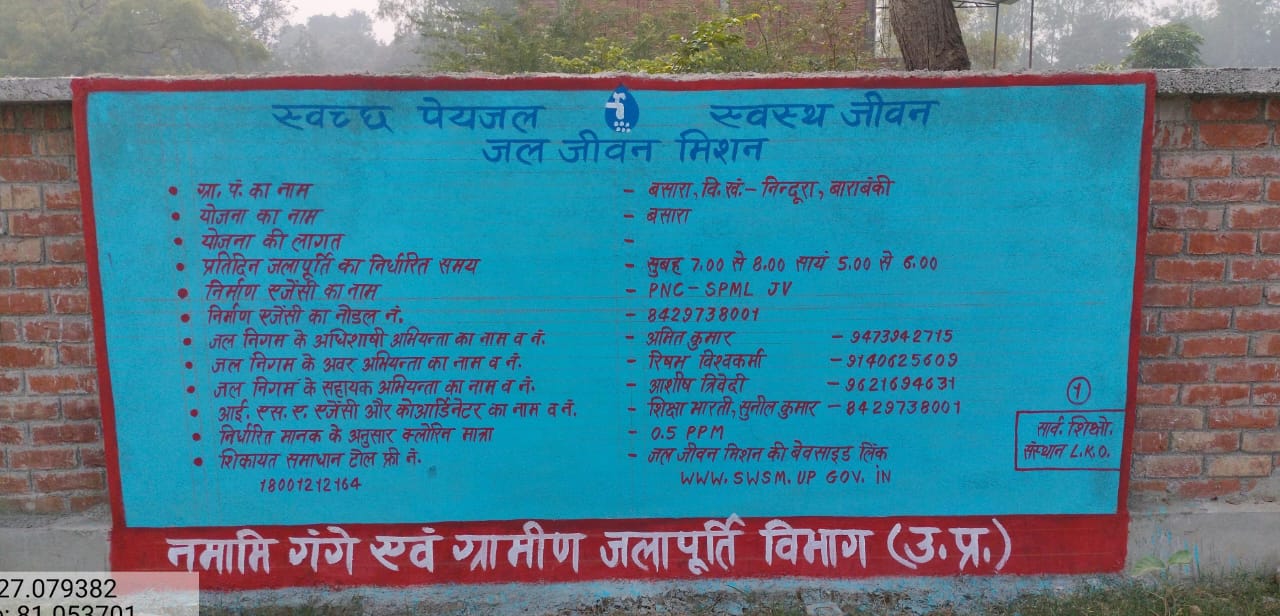 स्वच्छ पेयजल स्वस्थ जीवन
जल जीवन मिशन
• ग्रा. पं. का नाम - बसारा, वि. खं.- निन्दूरा, बाराबंकी
• योजना का नाम - बसारा
• योजना की लागत -
• प्रतिदिन जलापूर्ति का निर्धारित समय - सुबह 7.00 से 8.00 सायं 5.00 से 6.00
• निर्माण एजेंसी का नाम - PNC-SPML JV
• निर्माण एजेंसी का नोडल नं. - 8429738001
• जल निगम के अधिशाषी अभियन्ता का नाम व नं. - अमित कुमार - 9473942715
• जल निगम के अवर अभियन्ता का नाम व नं. - रिषभ विश्वकर्मा - 9140625609
• जल निगम के सहायक अभियन्ता का नाम व नं. - आशीष त्रिवेदी - 9621694631
• आई. एस. ए. एजेंसी और कोआर्डिनेटर का नाम व नं. - शिक्षा भारती, सुनील कुमार - 8429738001
• निर्धारित मानक के अनुसार क्लोरिन मात्रा - 0.5 PPM
• शिकायत समाधान टोल फ्री नं. - जल जीवन मिशन की बेवसाइड लिंक
18001212164 WWW.SWSM.UP GOV.iN
1
सार्व. शिक्षो.
संस्थान L.K.O.
नमामि गंगे एवं ग्रामीण जलापूर्ति विभाग (उ.प्र.)
27.079382
: 81.053701